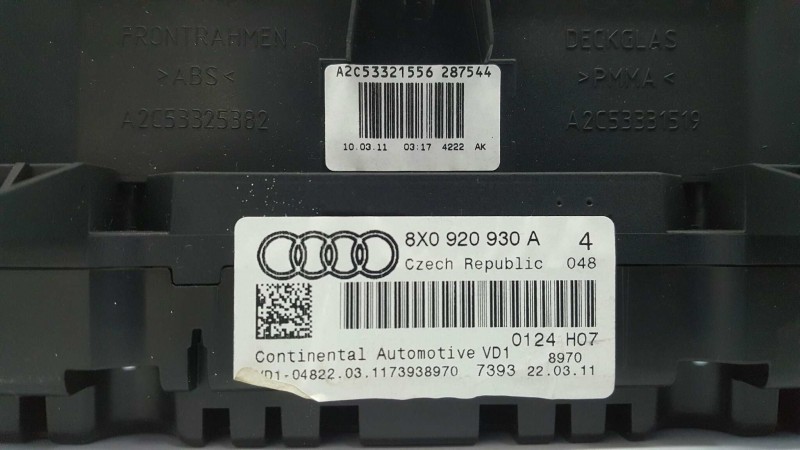 FRONTRAHMEN
>ABS<
A2C53325382
A2C53321556 287544
10.03.11 03:17 4222 AK
DECKGLAS
>PMMA<
A2C53331519
8X0 920 930 A 4
Czech Republic 048
0124 H07
Continental Automotive VD1 8970
VD1-04822.03.1173938970 7393 22.03.11